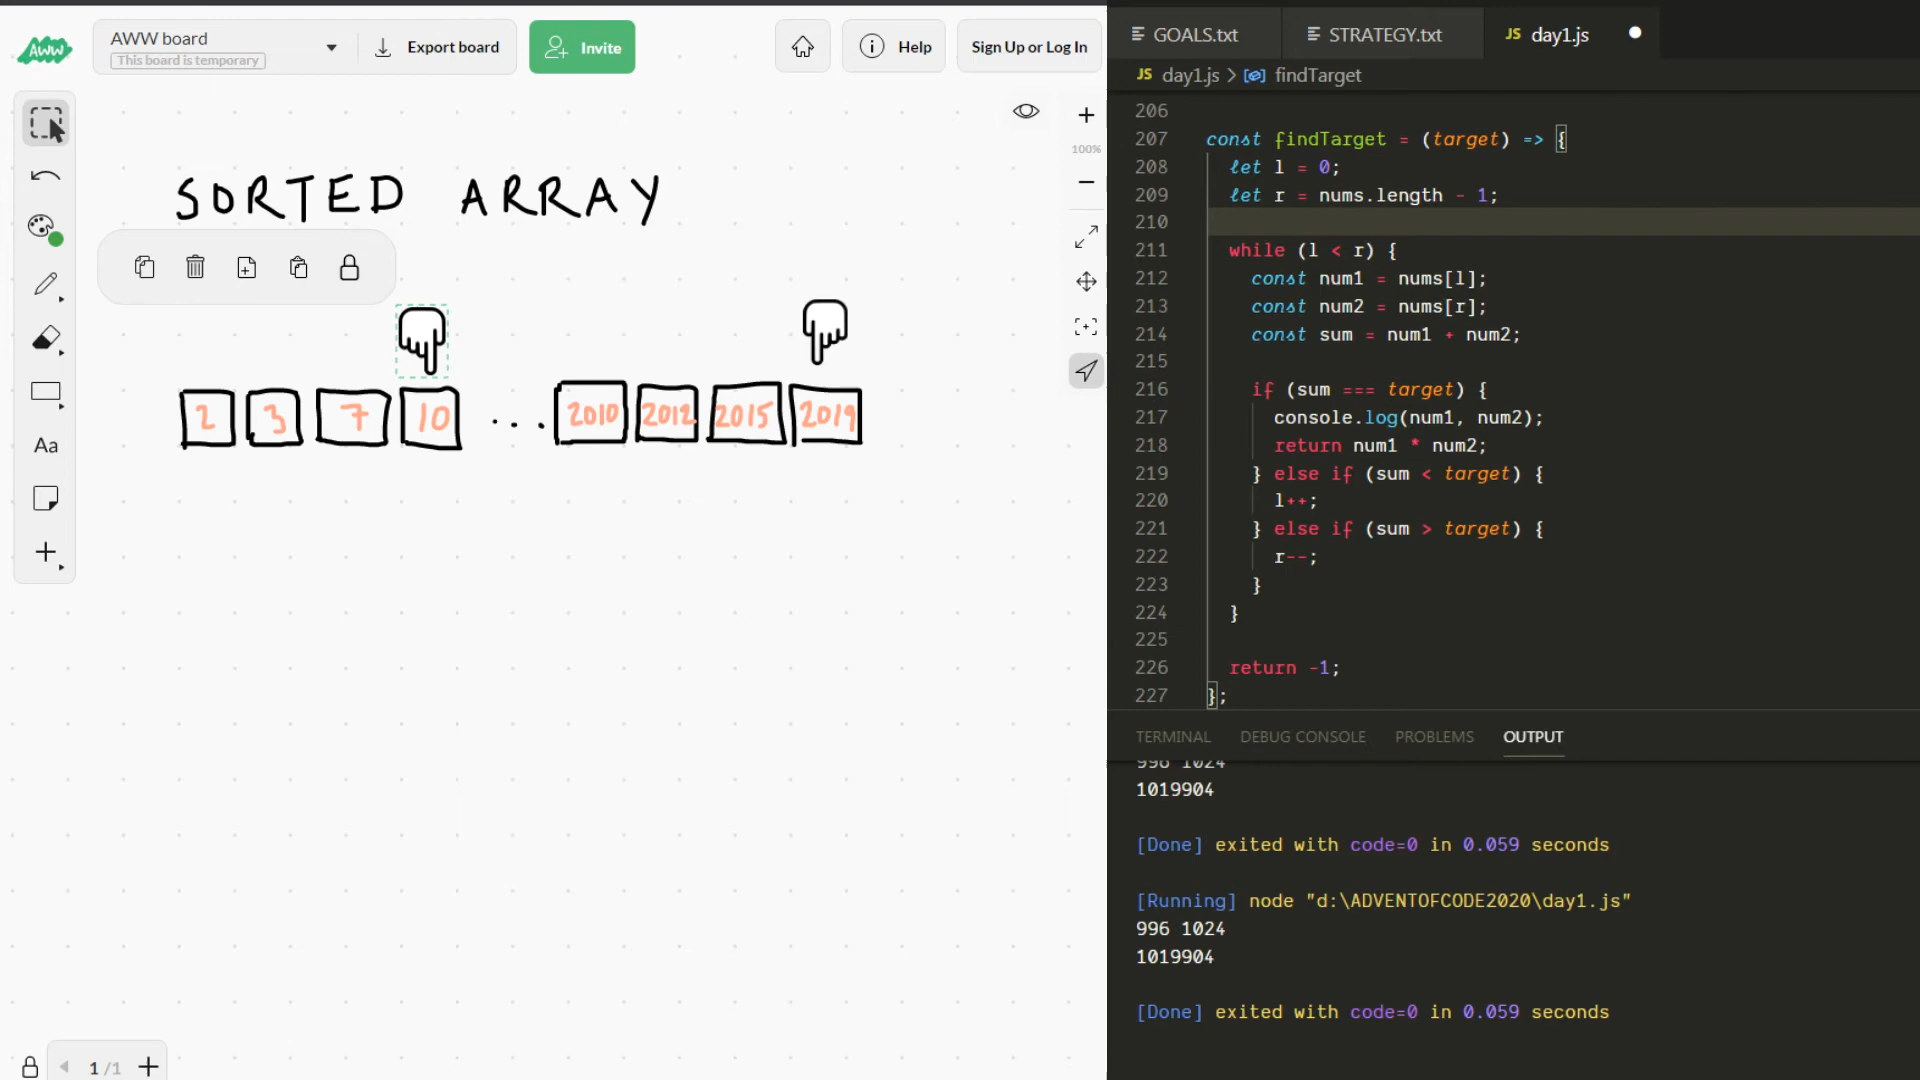 AWW
AWW board
This board is temporary
Export board
Invite
Help
Sign Up or Log In
100%
SORTED ARRAY
2 3 7 10 ... 2010 2012 2015 2019
Aa
1 /1
GOALS.txt
STRATEGY.txt
JS day1.js
JS day1.js > findTarget
206
207 const findTarget = (target) => {
208 let l = 0;
209 let r = nums.length - 1;
210
211 while (l < r) {
212 const num1 = nums[l];
213 const num2 = nums[r];
214 const sum = num1 + num2;
215
216 if (sum === target) {
217 console.log(num1, num2);
218 return num1 * num2;
219 } else if (sum < target) {
220 l++;
221 } else if (sum > target) {
222 r--;
223 }
224 }
225
226 return -1;
227 };
TERMINAL DEBUG CONSOLE PROBLEMS OUTPUT
996 1024
1019904
[Done] exited with code=0 in 0.059 seconds
[Running] node "d:\ADVENTOFCODE2020\day1.js"
996 1024
1019904
[Done] exited with code=0 in 0.059 seconds